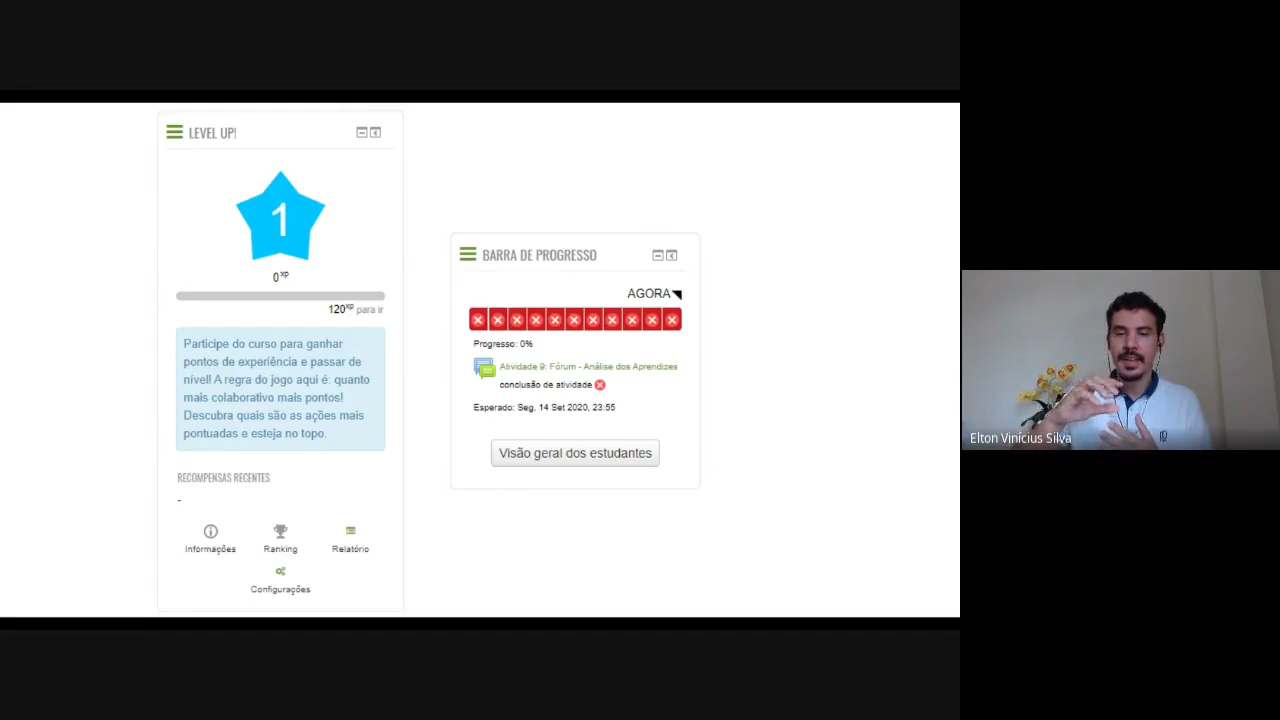 LEVEL UP!
1
0xp
120xp para ir
Participe do curso para ganhar
pontos de experiência e passar de
nível! A regra do jogo aqui é: quanto
mais colaborativo mais pontos!
Descubra quais são as ações mais
pontuadas e esteja no topo.
RECOMPENSAS RECENTES
-
Informações
Ranking
Relatório
Configurações
BARRA DE PROGRESSO
AGORA
Progresso: 0%
Atividade 9: Fórum - Análise dos Aprendizes
conclusão de atividade
Esperado: Seg, 14 Set 2020, 23:55
Visão geral dos estudantes
Elton Vinícius Silva